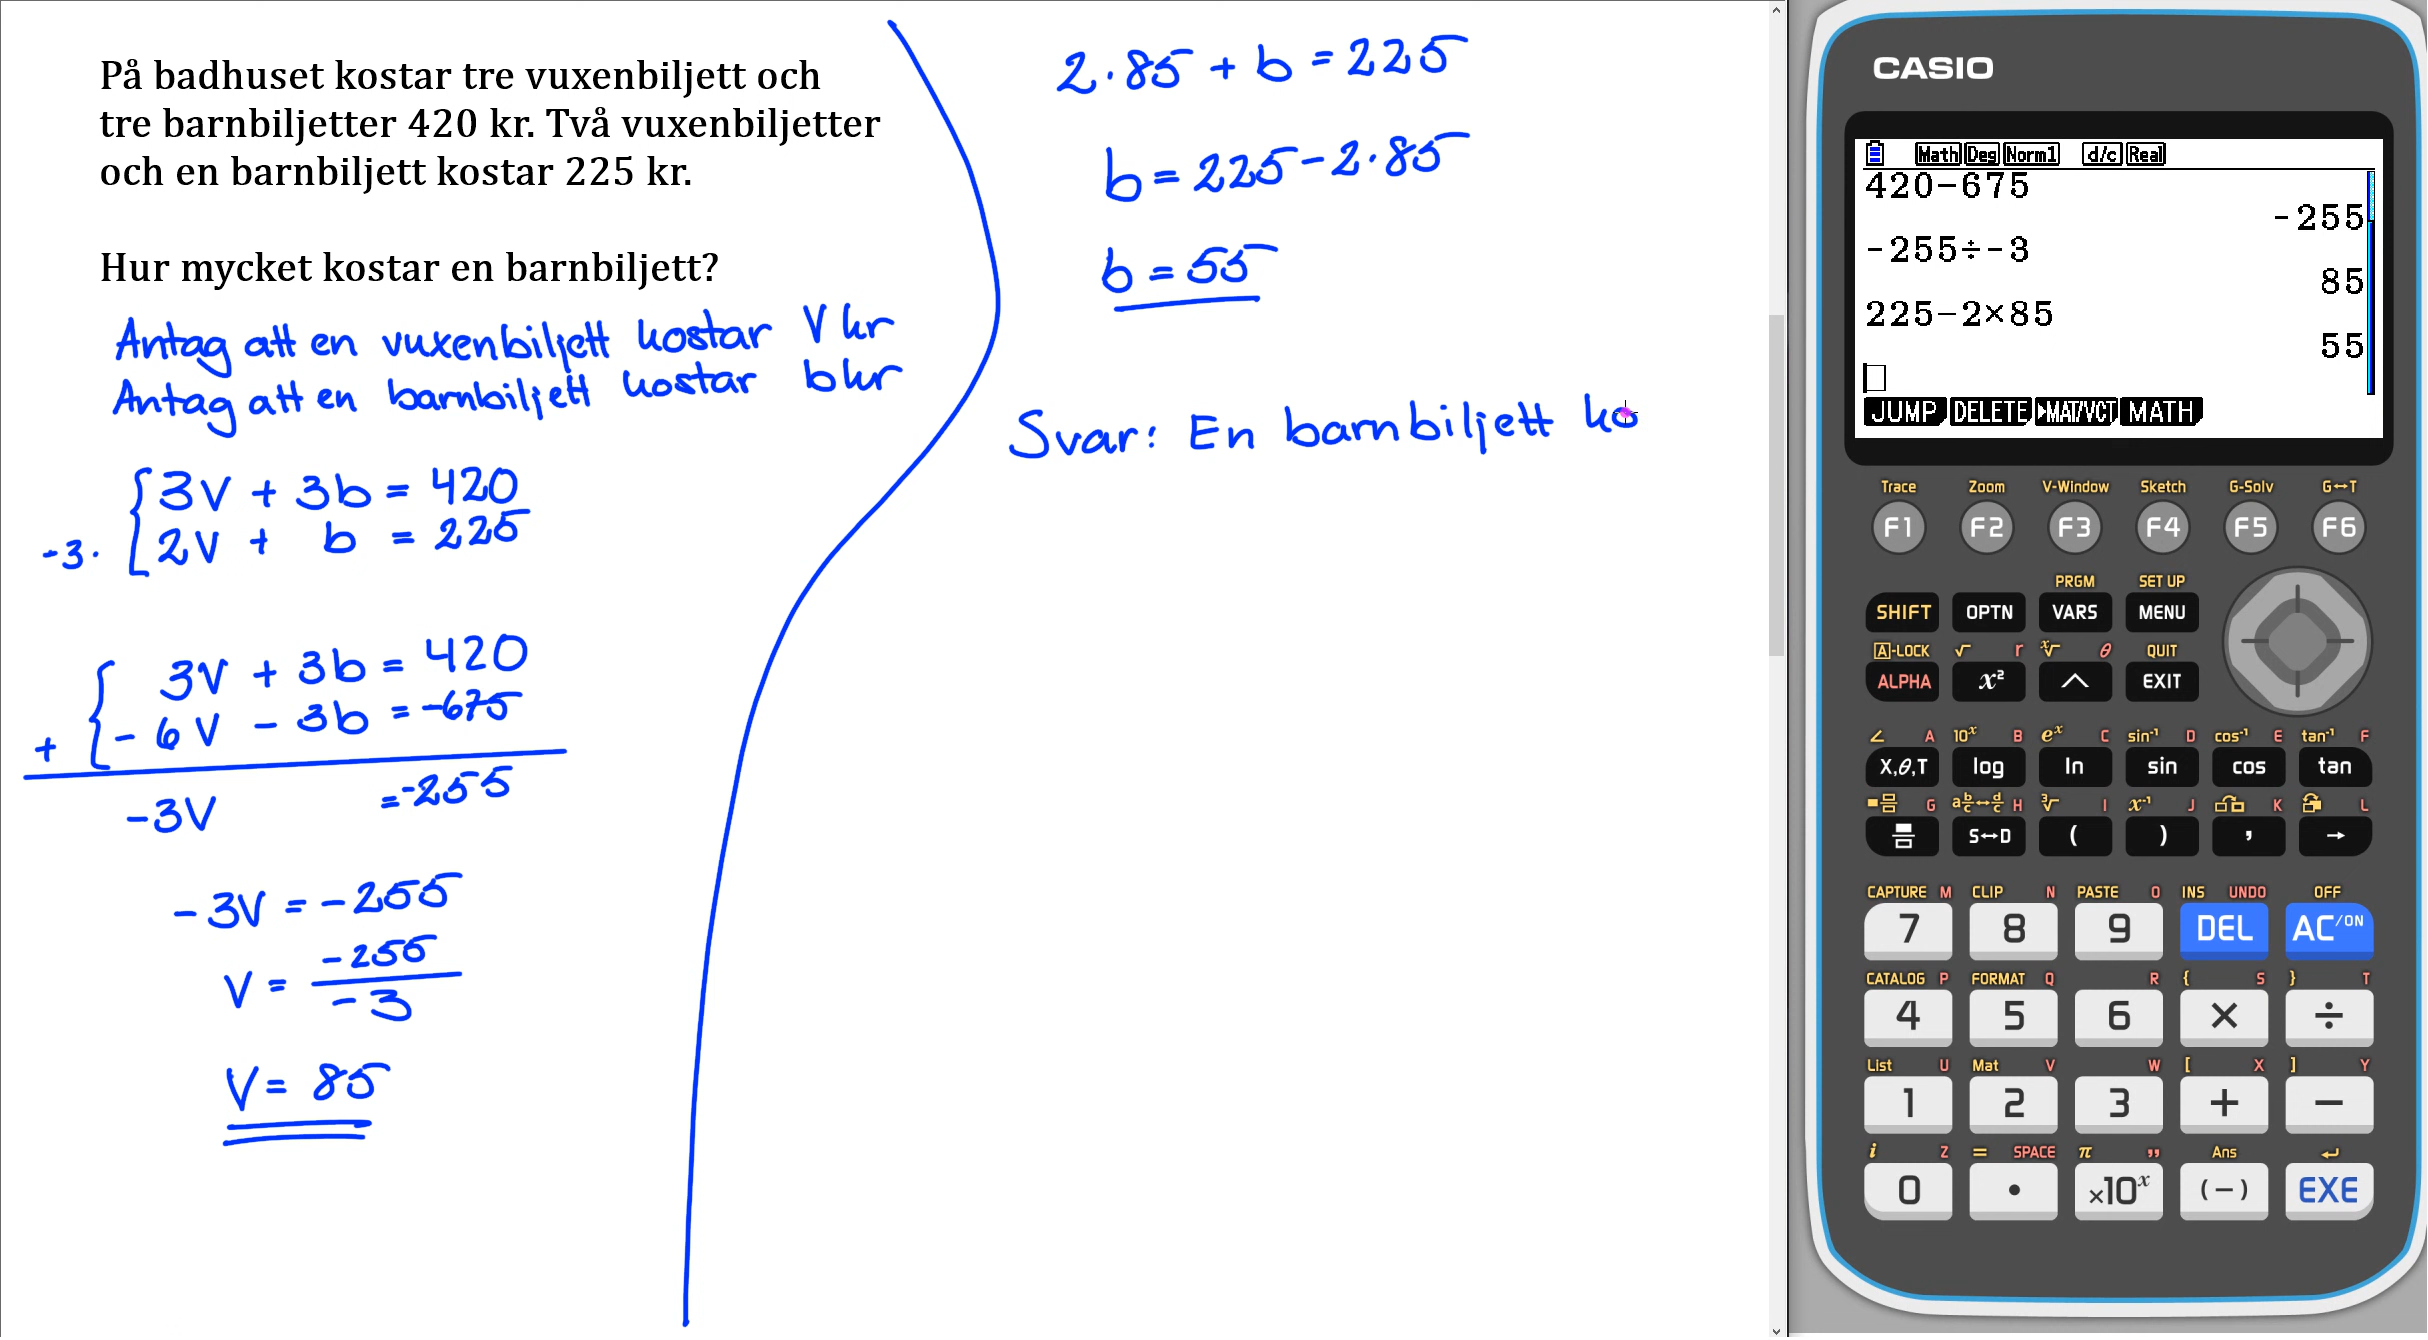 På badhuset kostar tre vuxenbiljett och
tre barnbiljetter 420 kr. Två vuxenbiljetter
och en barnbiljett kostar 225 kr.
Hur mycket kostar en barnbiljett?
Antag att en vuxenbiljett kostar V kr
Antag att en barnbiljett kostar b kr
3V + 3b = 420
-3· 2V + b = 225
3V + 3b = 420
+ -6V - 3b = -675
-3V = -255
-3V = -255
V = -255
-3
V = 85
2·85 + b = 225
b = 225 - 2·85
b = 55
Svar: En barnbiljett ko
CASIO
Math Deg Norm1 d/c Real
420-675
-255
-255÷-3
85
225-2×85
55
JUMP DELETE ▶MAT/VCT MATH
Trace Zoom V-Window Sketch G-Solv G↔T
F1 F2 F3 F4 F5 F6
PRGM SET UP
SHIFT OPTN VARS MENU
A-LOCK √ r ˣ√ θ QUIT
ALPHA x² ^ EXIT
∠ A 10ˣ B eˣ C sin⁻¹ D cos⁻¹ E tan⁻¹ F
X,θ,T log ln sin cos tan
G a b/c↔d/c H ³√ I x⁻¹ J K L
S↔D ( ) , →
CAPTURE M CLIP N PASTE O INS UNDO OFF
7 8 9 DEL AC/ON
CATALOG P FORMAT Q R { S } T
4 5 6 × ÷
List U Mat V W [ X ] Y
1 2 3 + −
i Z = SPACE π " Ans ↵
0 • ×10ˣ (−) EXE